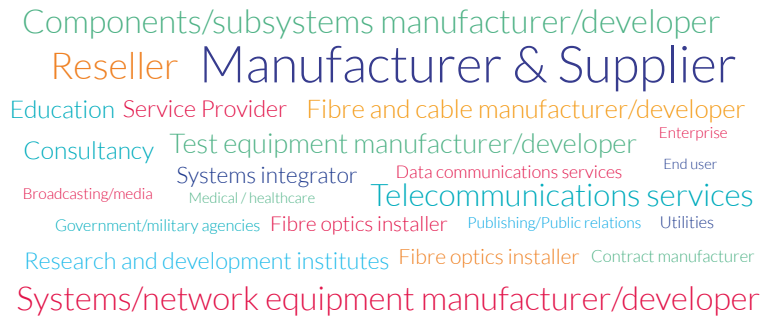 Components/subsystems manufacturer/developer
Reseller Manufacturer & Supplier
Education Service Provider Fibre and cable manufacturer/developer
Consultancy Test equipment manufacturer/developer Enterprise
Systems integrator Data communications services End user
Broadcasting/media Medical / healthcare Telecommunications services
Government/military agencies Fibre optics installer Publishing/Public relations Utilities
Research and development institutes Fibre optics installer Contract manufacturer
Systems/network equipment manufacturer/developer